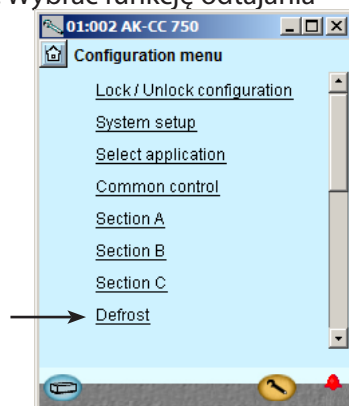 Wybrać funkcję odtajania
01:002 AK-CC 750
Configuration menu
Lock / Unlock configuration
System setup
Select application
Common control
Section A
Section B
Section C
Defrost